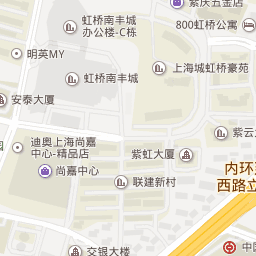 紫庆五金店
虹桥南丰城
办公楼-C栋
800虹桥公寓
明英MY
虹桥南丰城
上海城虹桥豪苑
安泰大厦
紫云
迪奥上海尚嘉
中心-精品店
紫虹大厦
内环
西路立
尚嘉中心
联建新村
交银大楼
中国